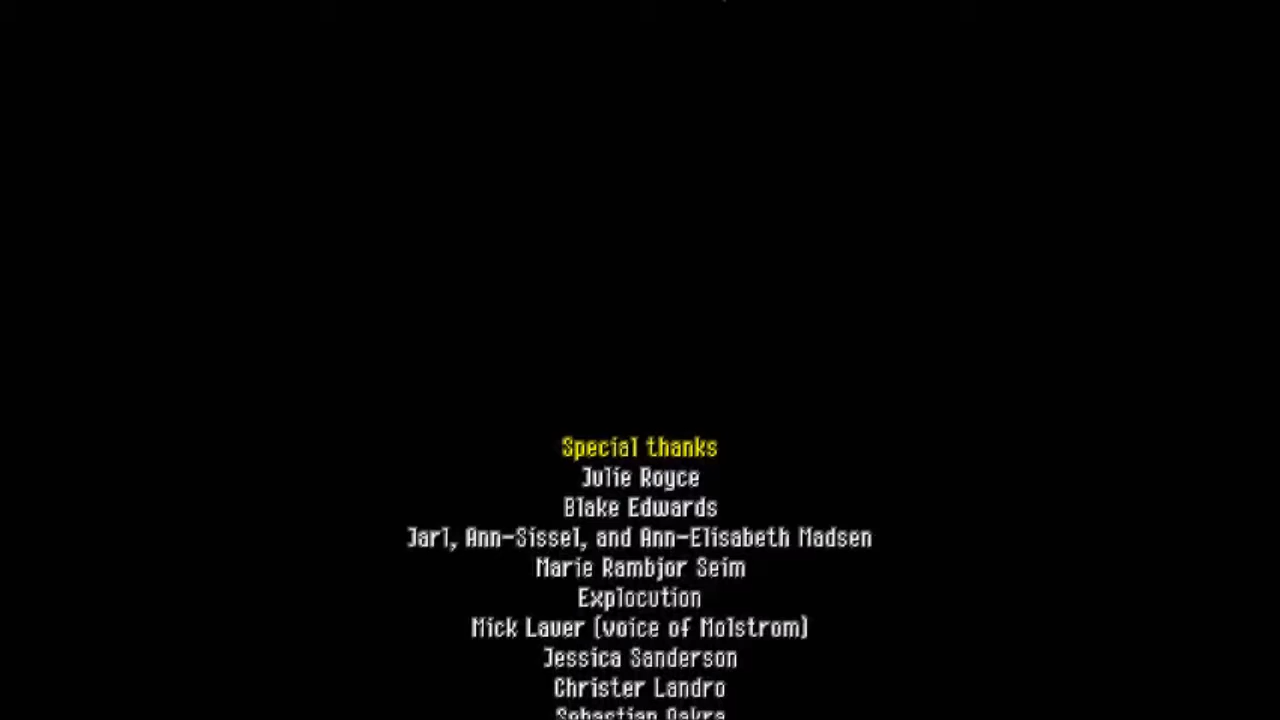 Special thanks
Julie Royce
Blake Edwards
Jarl, Ann-Sissel, and Ann-Elisabeth Madsen
Marie Rambjor Seim
Explocution
Mick Lauer (voice of Molstrom)
Jessica Sanderson
Christer Landro
Sebastian